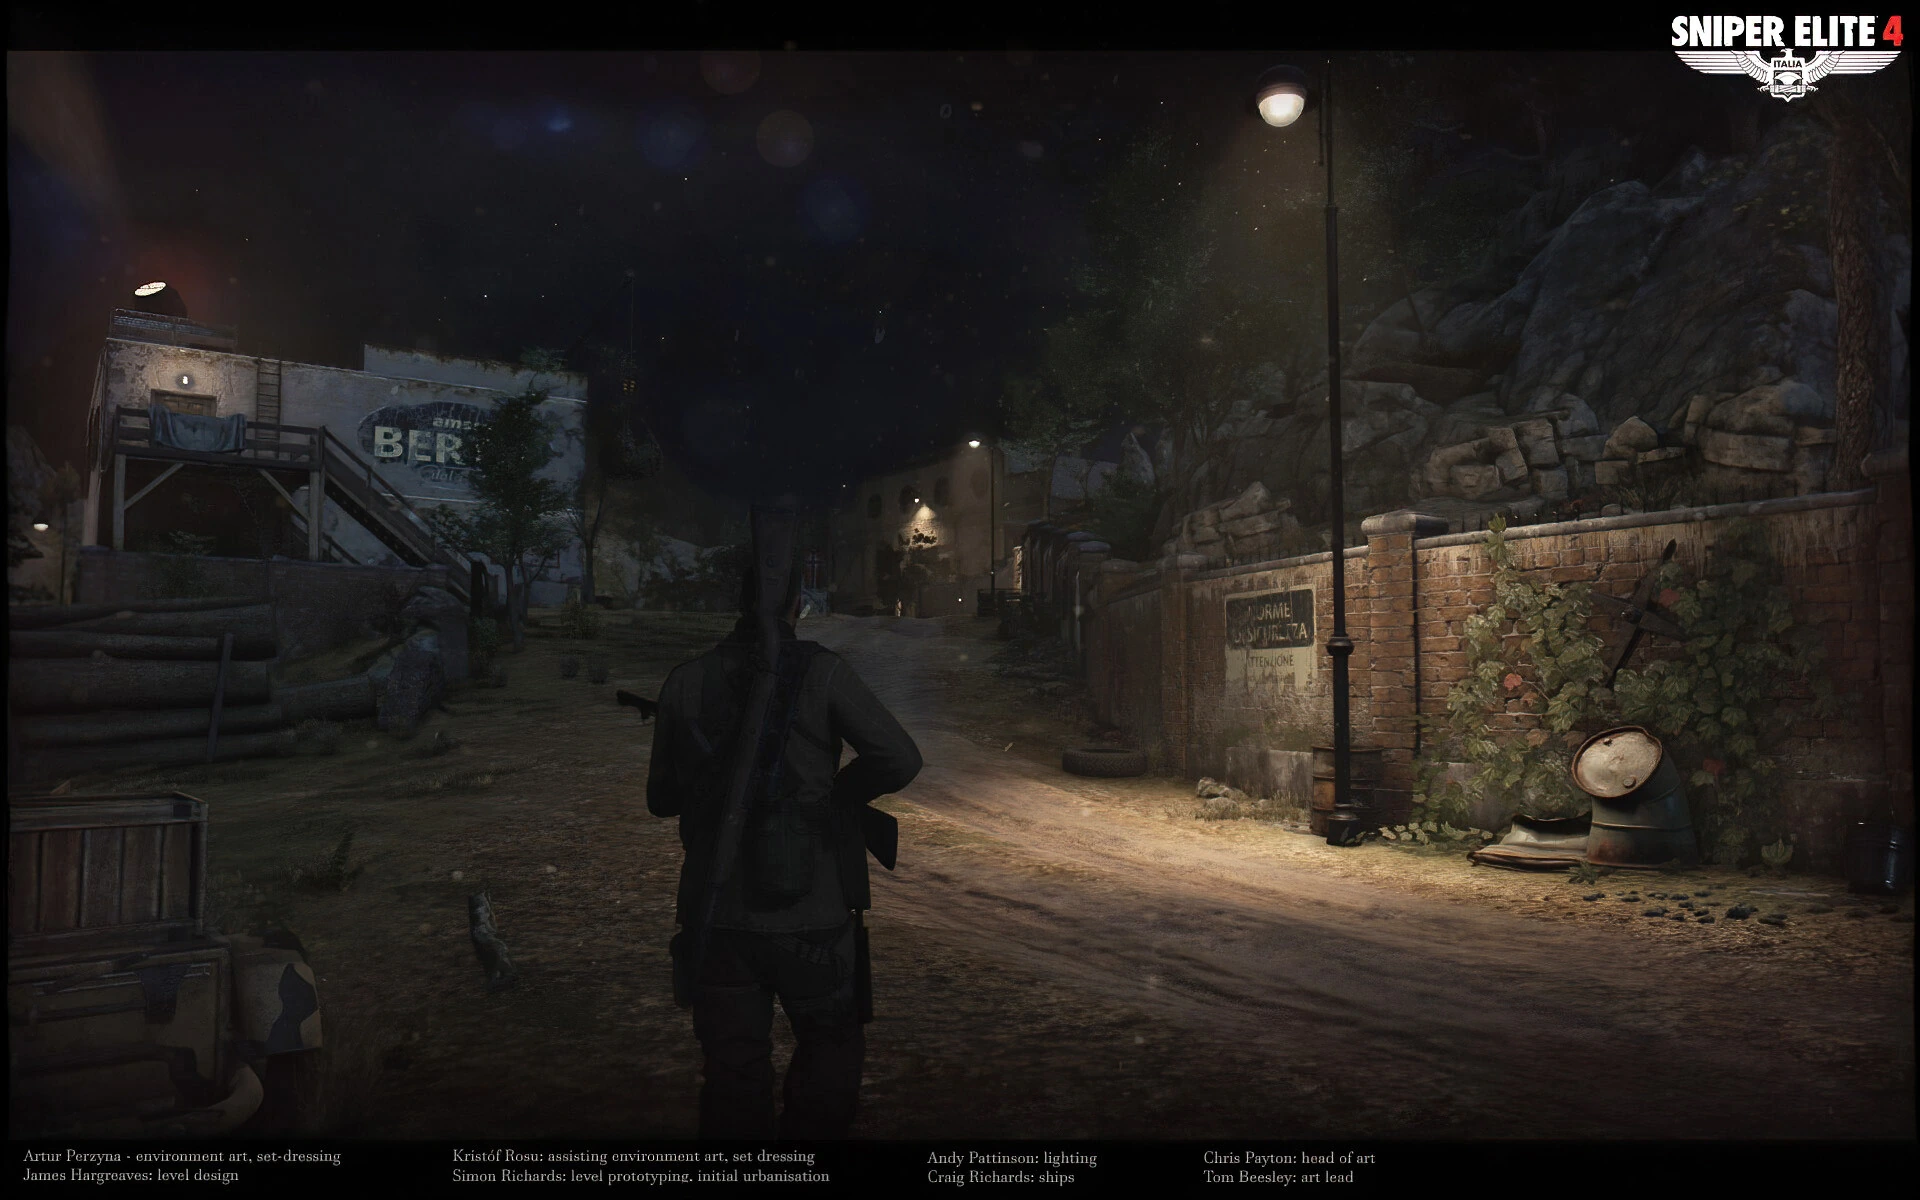 SNIPER ELITE 4
ITALIA
BER
NORME
DI SICUREZZA
ATTENZIONE
Artur Perzyna - environment art, set-dressing
James Hargreaves: level design
Kristóf Rosu: assisting environment art, set dressing
Simon Richards: level prototyping. initial urbanisation
Andy Pattinson: lighting
Craig Richards: ships
Chris Payton: head of art
Tom Beesley: art lead